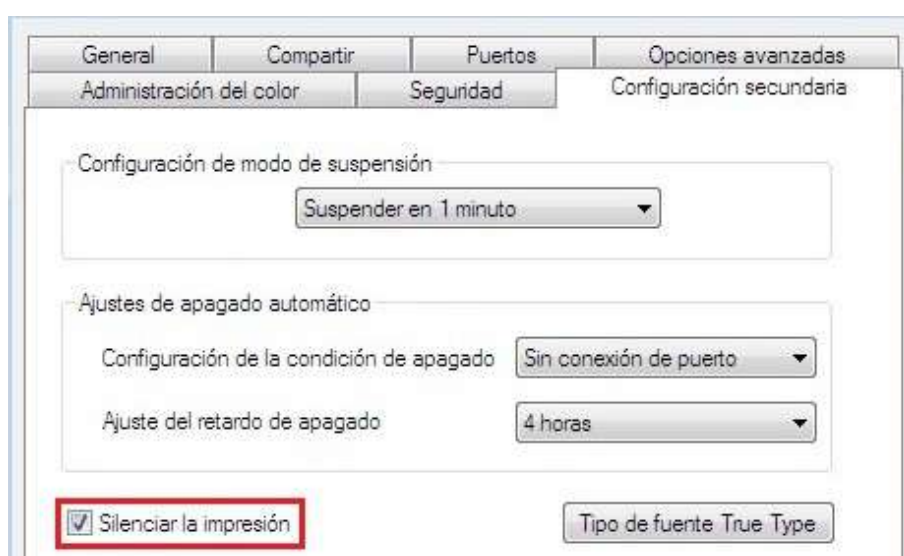 General Compartir Puertos Opciones avanzadas
Administración del color Seguridad Configuración secundaria
Configuración de modo de suspensión
Suspender en 1 minuto
Ajustes de apagado automático
Configuración de la condición de apagado Sin conexión de puerto
Ajuste del retardo de apagado 4 horas
Silenciar la impresión Tipo de fuente True Type